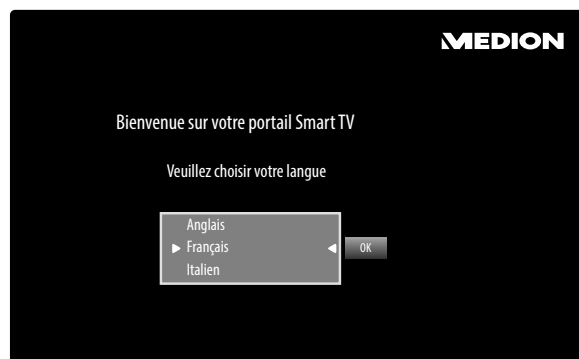 MEDION
Bienvenue sur votre portail Smart TV
Veuillez choisir votre langue
Anglais
Français
OK
Italien